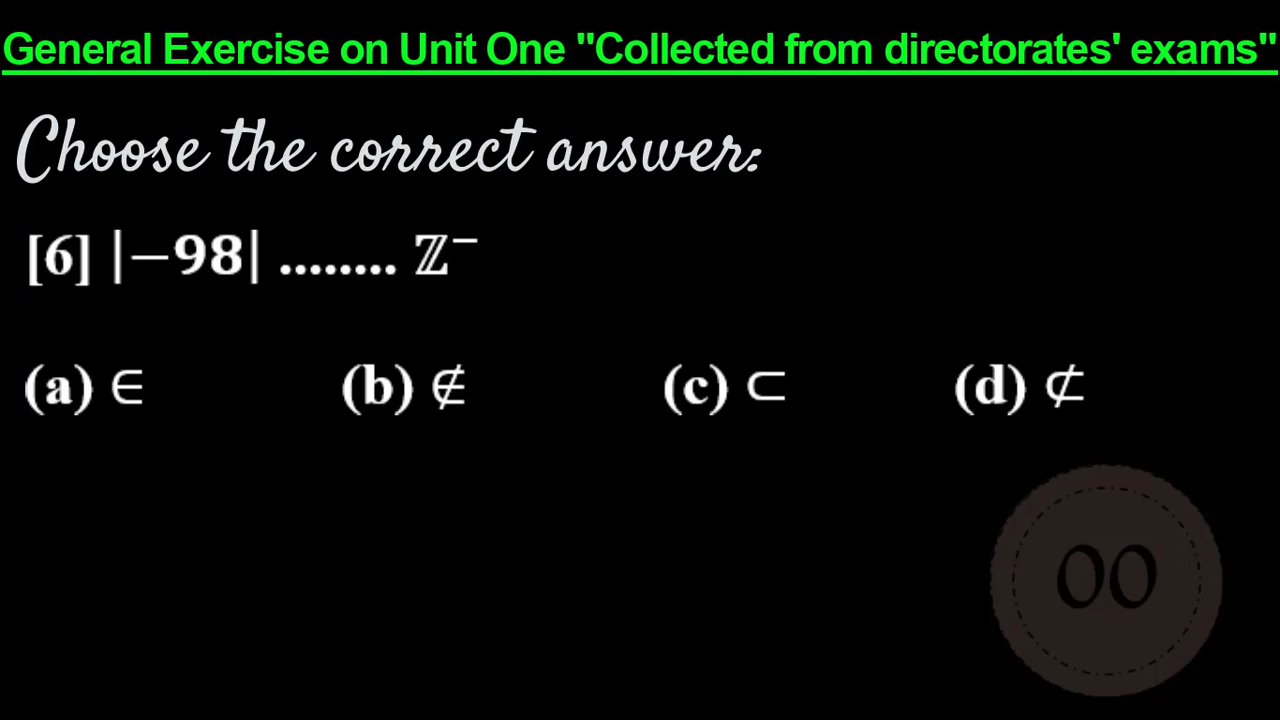 General Exercise on Unit One "Collected from directorates' exams"
Choose the correct answer:
[6] |−98| ........ ℤ⁻
(a) ∈ (b) ∉ (c) ⊂ (d) ⊄
00